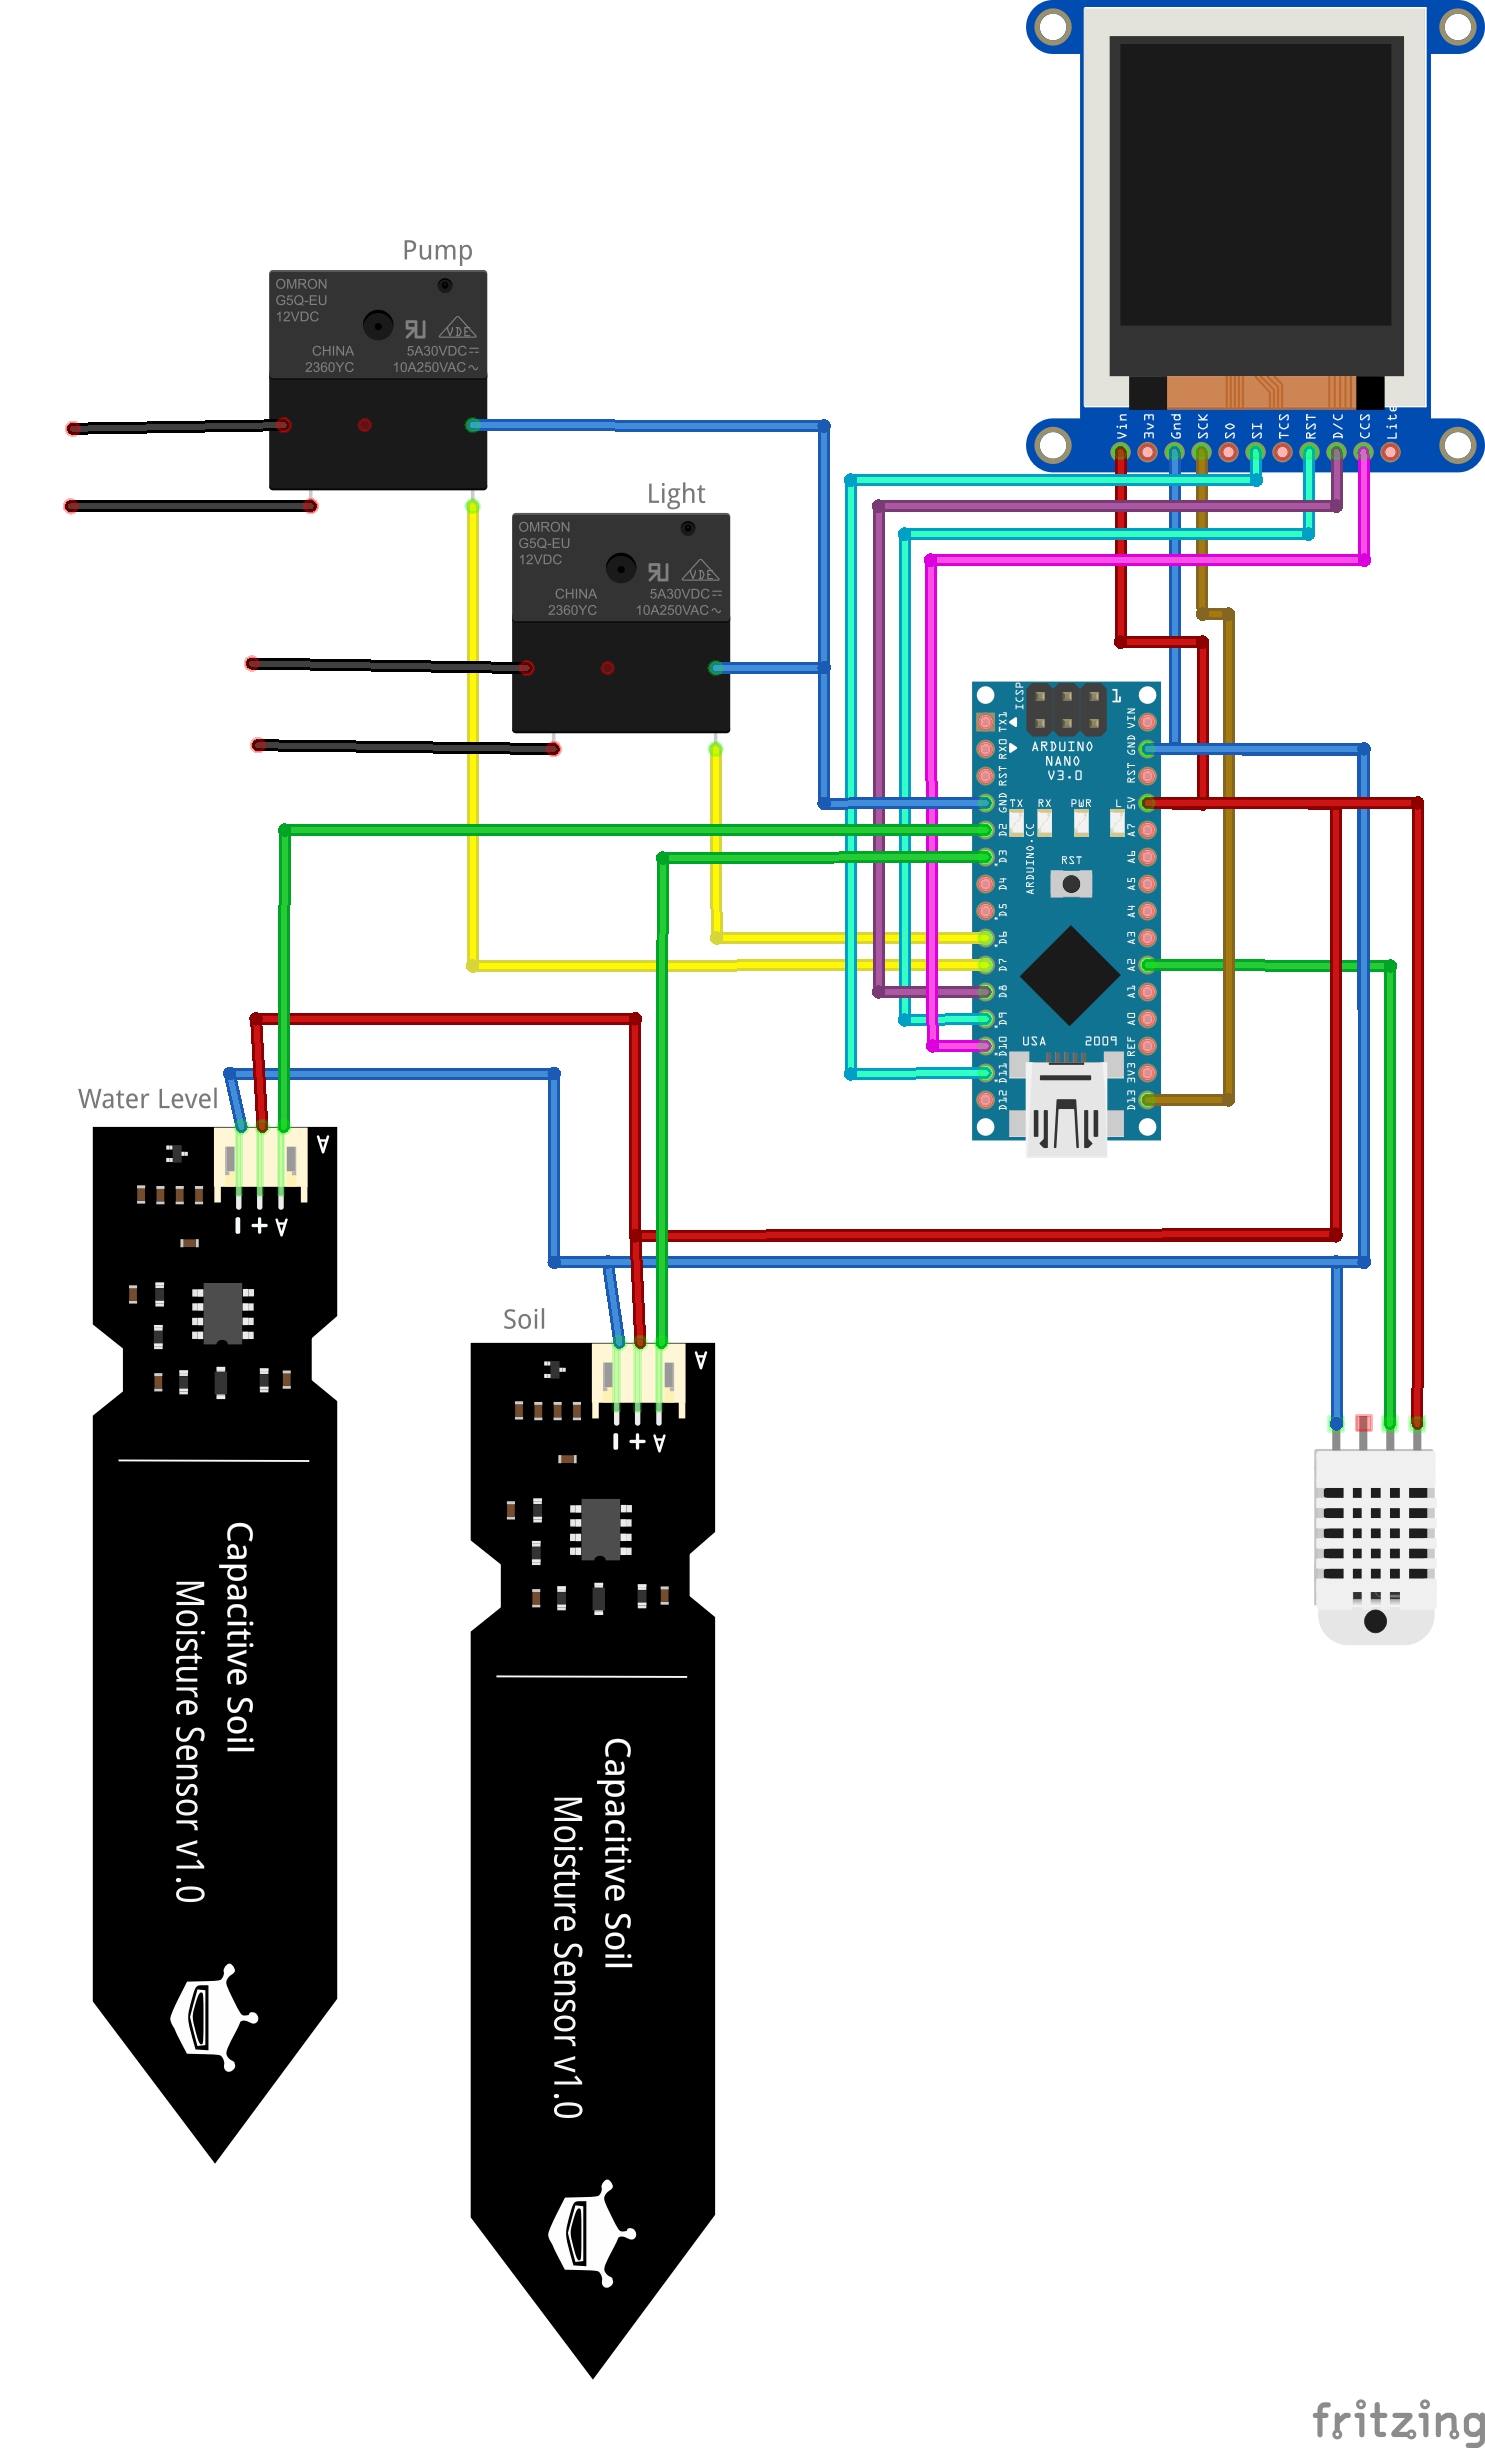 Vin
3v3
Gnd
SCK
SO
SI
TCS
RST
D/C
CCS
Lite
Pump
OMRON
G5Q-EU
12VDC
VDE
CHINA
5A30VDC
2360YC
10A250VAC
Light
OMRON
G5Q-EU
12VDC
VDE
CHINA
5A30VDC
2360YC
10A250VAC
ICSP
1
ARDUINO
NANO
V3.0
TX1
RX0
RST
GND
D2
D3
D4
D5
D6
D7
D8
D9
D10
D11
D12
VIN
GND
RST
5V
A7
A6
A5
A4
A3
A2
A1
A0
REF
3V3
D13
TX
RX
PWR
L
ARDUINO.CC
RST
USA
2009
Water Level
A
- + A
Capacitive Soil
Moisture Sensor v1.0
Soil
A
- + A
Capacitive Soil
Moisture Sensor v1.0
fritzing